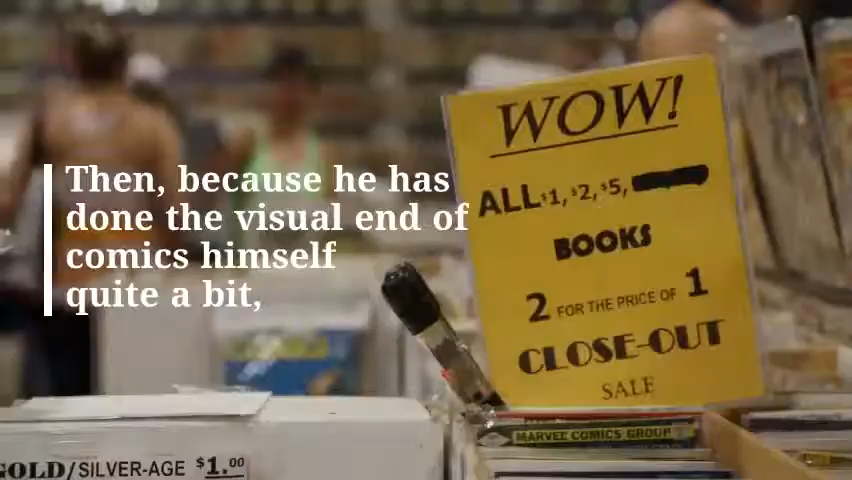 Then, because he has
done the visual end of
comics himself
quite a bit,
WOW!
ALL $1, $2, $5,
BOOKS
2 FOR THE PRICE OF 1
CLOSE-OUT
SALE
MARVEL COMICS GROUP
GOLD/SILVER-AGE $1.00